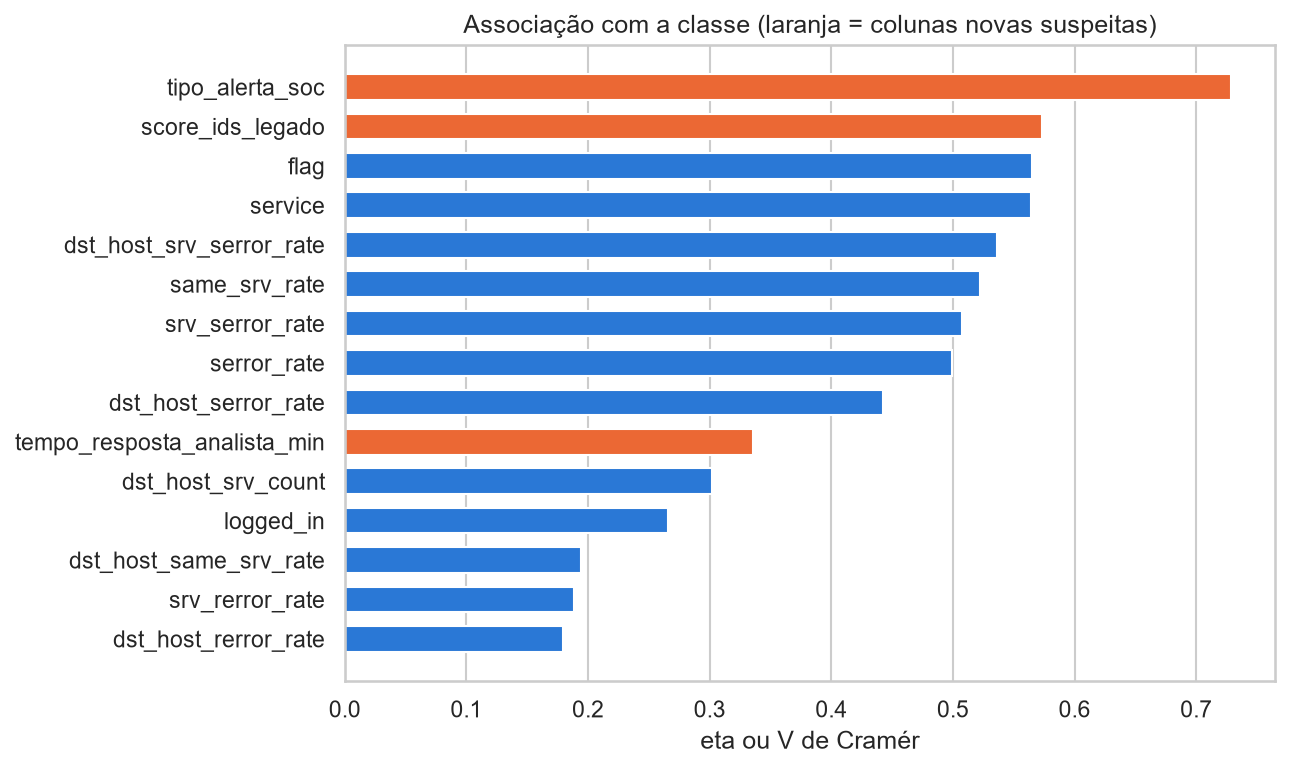 Associação com a classe (laranja = colunas novas suspeitas)
tipo_alerta_soc
score_ids_legado
flag
service
dst_host_srv_serror_rate
same_srv_rate
srv_serror_rate
serror_rate
dst_host_serror_rate
tempo_resposta_analista_min
dst_host_srv_count
logged_in
dst_host_same_srv_rate
srv_rerror_rate
dst_host_rerror_rate
0.0 0.1 0.2 0.3 0.4 0.5 0.6 0.7
eta ou V de Cramér